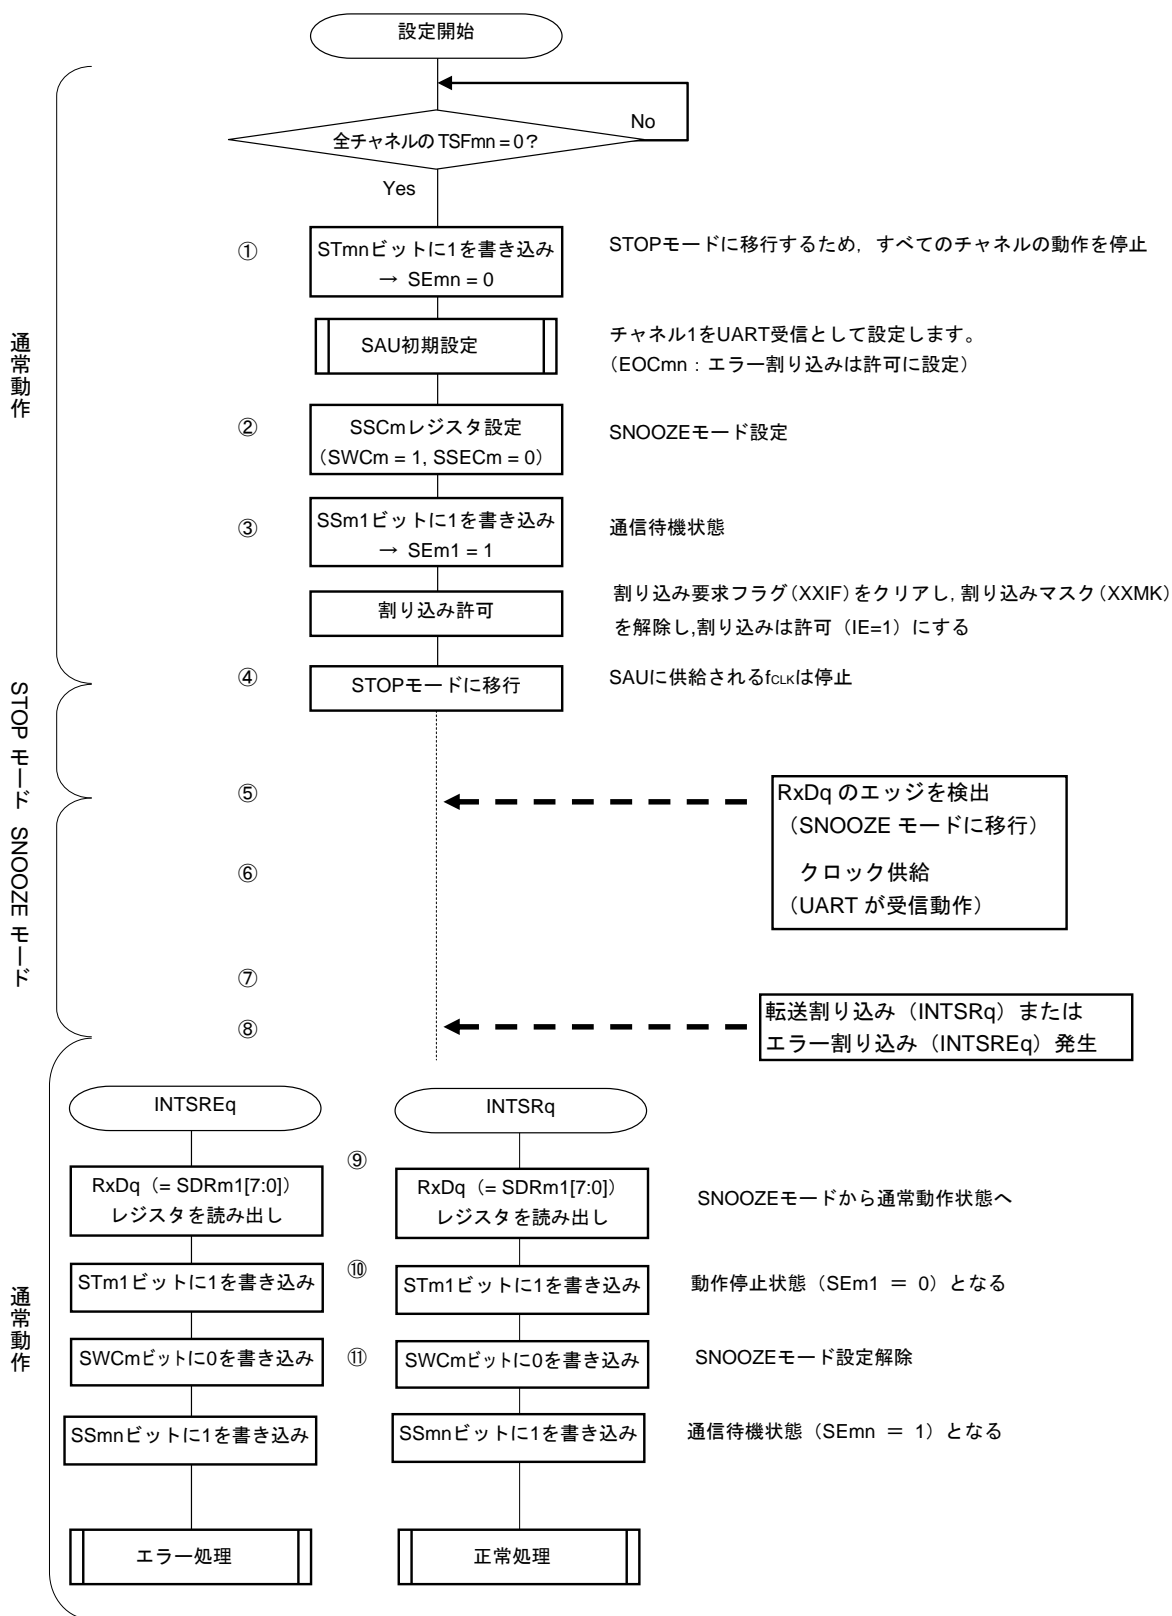 設定開始
No
全チャネルの TSFmn = 0？
Yes
①
STmnビットに1を書き込み
→ SEmn = 0
STOPモードに移行するため，すべてのチャネルの動作を停止
SAU初期設定
チャネル1をUART受信として設定します。
（EOCmn：エラー割り込みは許可に設定）
通常動作
②
SSCmレジスタ設定
（SWCm = 1, SSECm = 0）
SNOOZEモード設定
③
SSm1ビットに1を書き込み
→ SEm1 = 1
通信待機状態
割り込み許可
割り込み要求フラグ（XXIF）をクリアし，割り込みマスク（XXMK）
を解除し,割り込みは許可（IE=1）にする
④
STOPモードに移行
SAUに供給されるfCLKは停止
STOP モード
⑤
RxDq のエッジを検出
（SNOOZE モードに移行）
SNOOZE モード
⑥
クロック供給
（UART が受信動作）
⑦
⑧
転送割り込み（INTSRq）または
エラー割り込み（INTSREq）発生
INTSREq
INTSRq
⑨
RxDq（= SDRm1[7:0]）
レジスタを読み出し
RxDq（= SDRm1[7:0]）
レジスタを読み出し
SNOOZEモードから通常動作状態へ
⑩
STm1ビットに1を書き込み
STm1ビットに1を書き込み
動作停止状態（SEm1 = 0）となる
通常動作
SWCmビットに0を書き込み
⑪
SWCmビットに0を書き込み
SNOOZEモード設定解除
SSmnビットに1を書き込み
SSmnビットに1を書き込み
通信待機状態（SEmn = 1）となる
エラー処理
正常処理